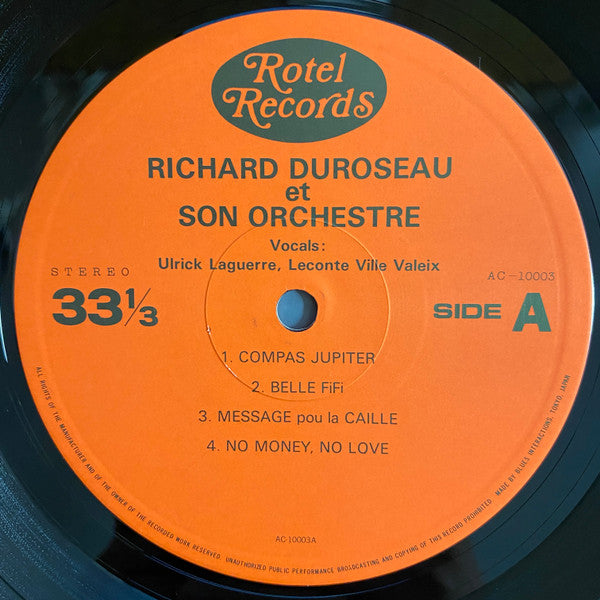 Rotel
Records
RICHARD DUROSEAU
et
SON ORCHESTRE
Vocals:
Ulrick Laguerre, Leconte Ville Valeix
STEREO
AC-10003
33⅓
SIDE A
1. COMPAS JUPITER
2. BELLE FiFi
3. MESSAGE pou la CAILLE
4. NO MONEY, NO LOVE
AC-10003A
ALL RIGHTS OF THE MANUFACTURER AND OF THE OWNER OF THE RECORDED WORK RESERVED. UNAUTHORIZED PUBLIC PERFORMANCE BROSDCASTING AND COPYING OF THIS RECORD PROHIBITED. MADE BY BLUES INTERACTIONS, TOKYO, JAPAN